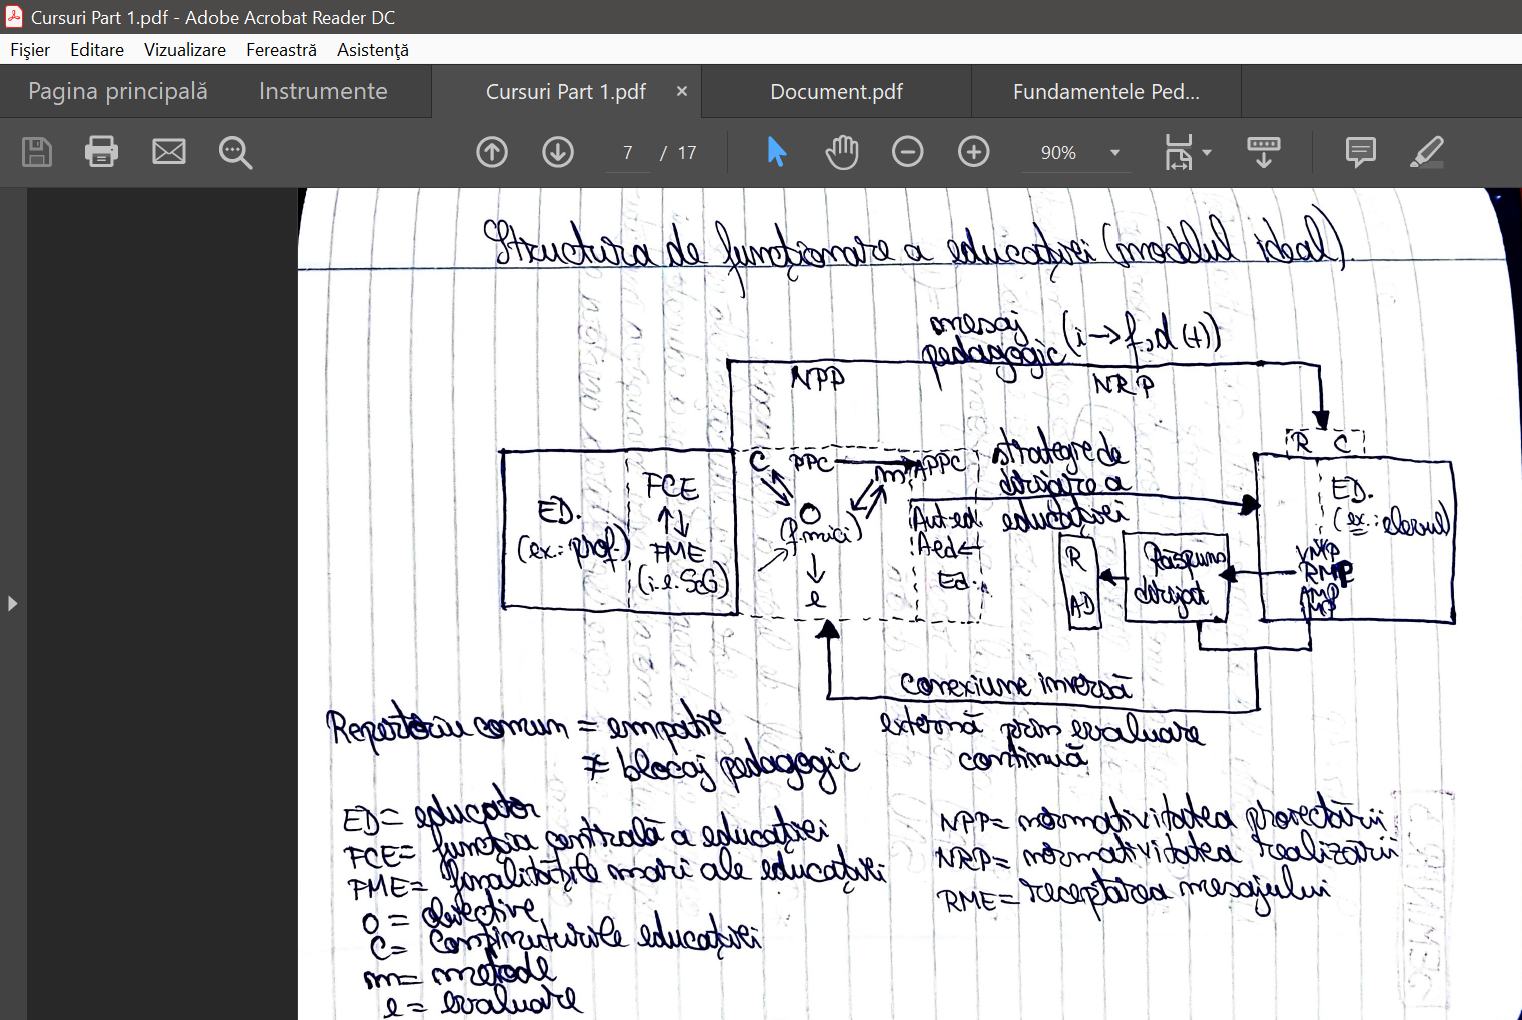 Cursuri Part 1.pdf - Adobe Acrobat Reader DC
Fișier Editare Vizualizare Fereastră Asistență
Pagina principală Instrumente Cursuri Part 1.pdf × Document.pdf Fundamentele Ped...
7 / 17 90%
Structura de funcționare a educației (modelul ideal)
mesaj
pedagogic (i→f,d(+))
NPP NRP
R C
C PPC → m APPC strategie de
dirijare a
educației
ED.
(ex.: prof.)
FCE
FME
(i.e. SdG)
O
(f.mici)
e
Aut.ed.
Aed
Ed.
R
AD
Răspuns
dirijat
ED.
(ex.: elevul)
RMP
conexiune inversă
externă prin evaluare
continuă
Repertoriu comun = empatie
≠ blocaj pedagogic
ED = educator
FCE = funcția centrală a educației
FME = finalitățile mari ale educației
O = obiective
C = conținuturile educației
m = metode
e = evaluare
NPP = normativitatea proiectării
NRP = normativitatea realizării
RME = receptarea mesajului